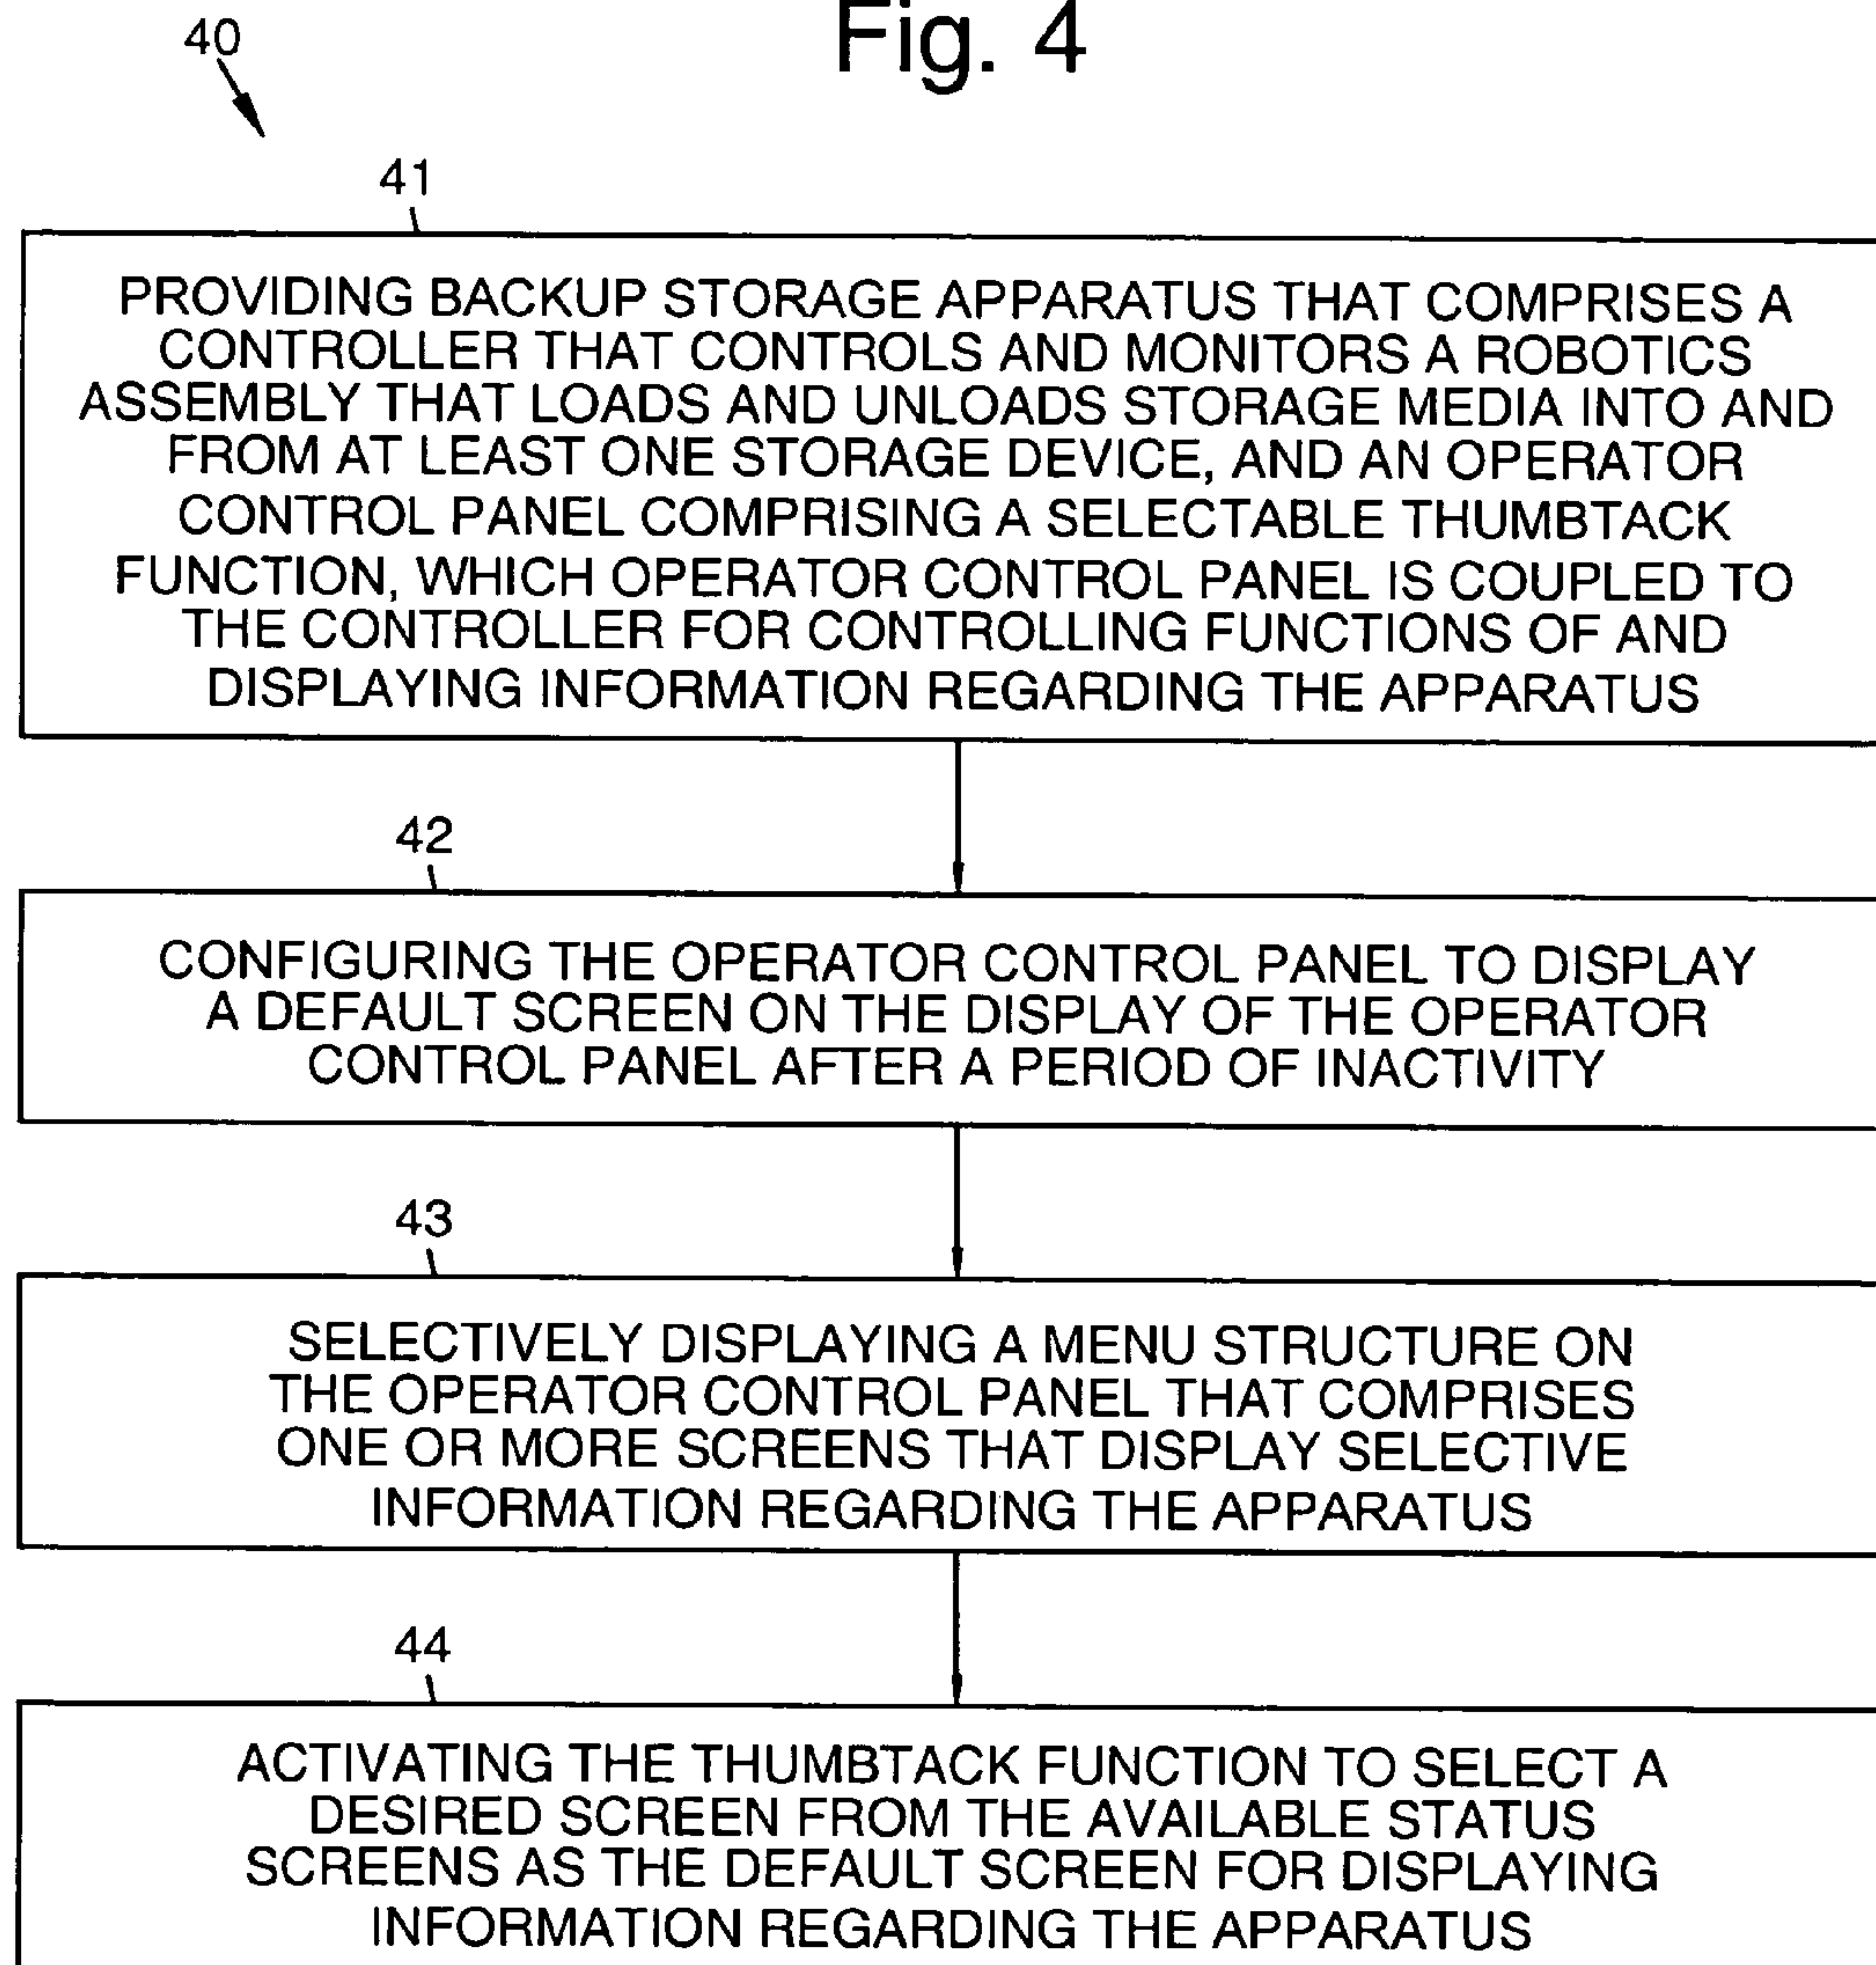 Fig. 4
40
41
PROVIDING BACKUP STORAGE APPARATUS THAT COMPRISES A
CONTROLLER THAT CONTROLS AND MONITORS A ROBOTICS
ASSEMBLY THAT LOADS AND UNLOADS STORAGE MEDIA INTO AND
FROM AT LEAST ONE STORAGE DEVICE, AND AN OPERATOR
CONTROL PANEL COMPRISING A SELECTABLE THUMBTACK
FUNCTION, WHICH OPERATOR CONTROL PANEL IS COUPLED TO
THE CONTROLLER FOR CONTROLLING FUNCTIONS OF AND
DISPLAYING INFORMATION REGARDING THE APPARATUS
42
CONFIGURING THE OPERATOR CONTROL PANEL TO DISPLAY
A DEFAULT SCREEN ON THE DISPLAY OF THE OPERATOR
CONTROL PANEL AFTER A PERIOD OF INACTIVITY
43
SELECTIVELY DISPLAYING A MENU STRUCTURE ON
THE OPERATOR CONTROL PANEL THAT COMPRISES
ONE OR MORE SCREENS THAT DISPLAY SELECTIVE
INFORMATION REGARDING THE APPARATUS
44
ACTIVATING THE THUMBTACK FUNCTION TO SELECT A
DESIRED SCREEN FROM THE AVAILABLE STATUS
SCREENS AS THE DEFAULT SCREEN FOR DISPLAYING
INFORMATION REGARDING THE APPARATUS